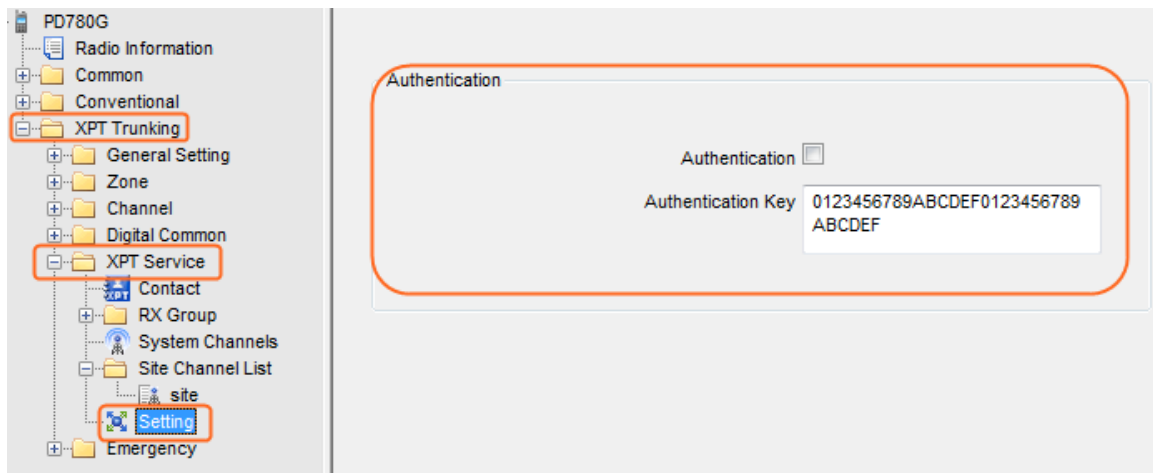 PD780G
Radio Information
Common
Conventional
XPT Trunking
General Setting
Zone
Channel
Digital Common
XPT Service
XPT
Contact
RX Group
System Channels
Site Channel List
site
Setting
Emergency
Authentication
Authentication
Authentication Key
0123456789ABCDEF0123456789
ABCDEF